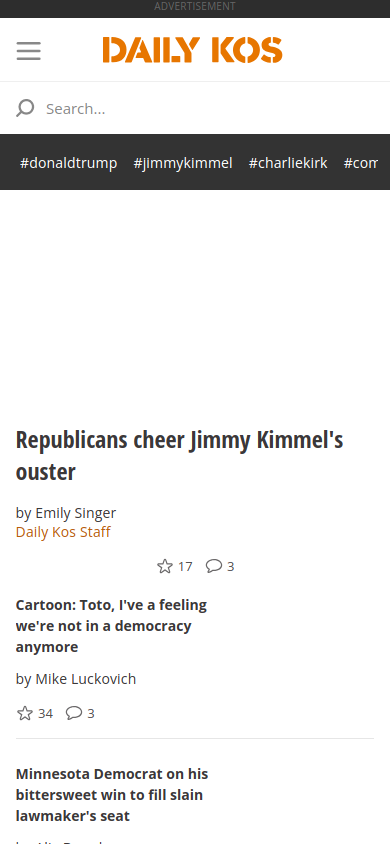 ADVERTISEMENT
DAILY KOS
Search...
#donaldtrump #jimmykimmel #charliekirk #com
Republicans cheer Jimmy Kimmel's
ouster
by Emily Singer
Daily Kos Staff
17 3
Cartoon: Toto, I've a feeling
we're not in a democracy
anymore
by Mike Luckovich
34 3
Minnesota Democrat on his
bittersweet win to fill slain
lawmaker's seat